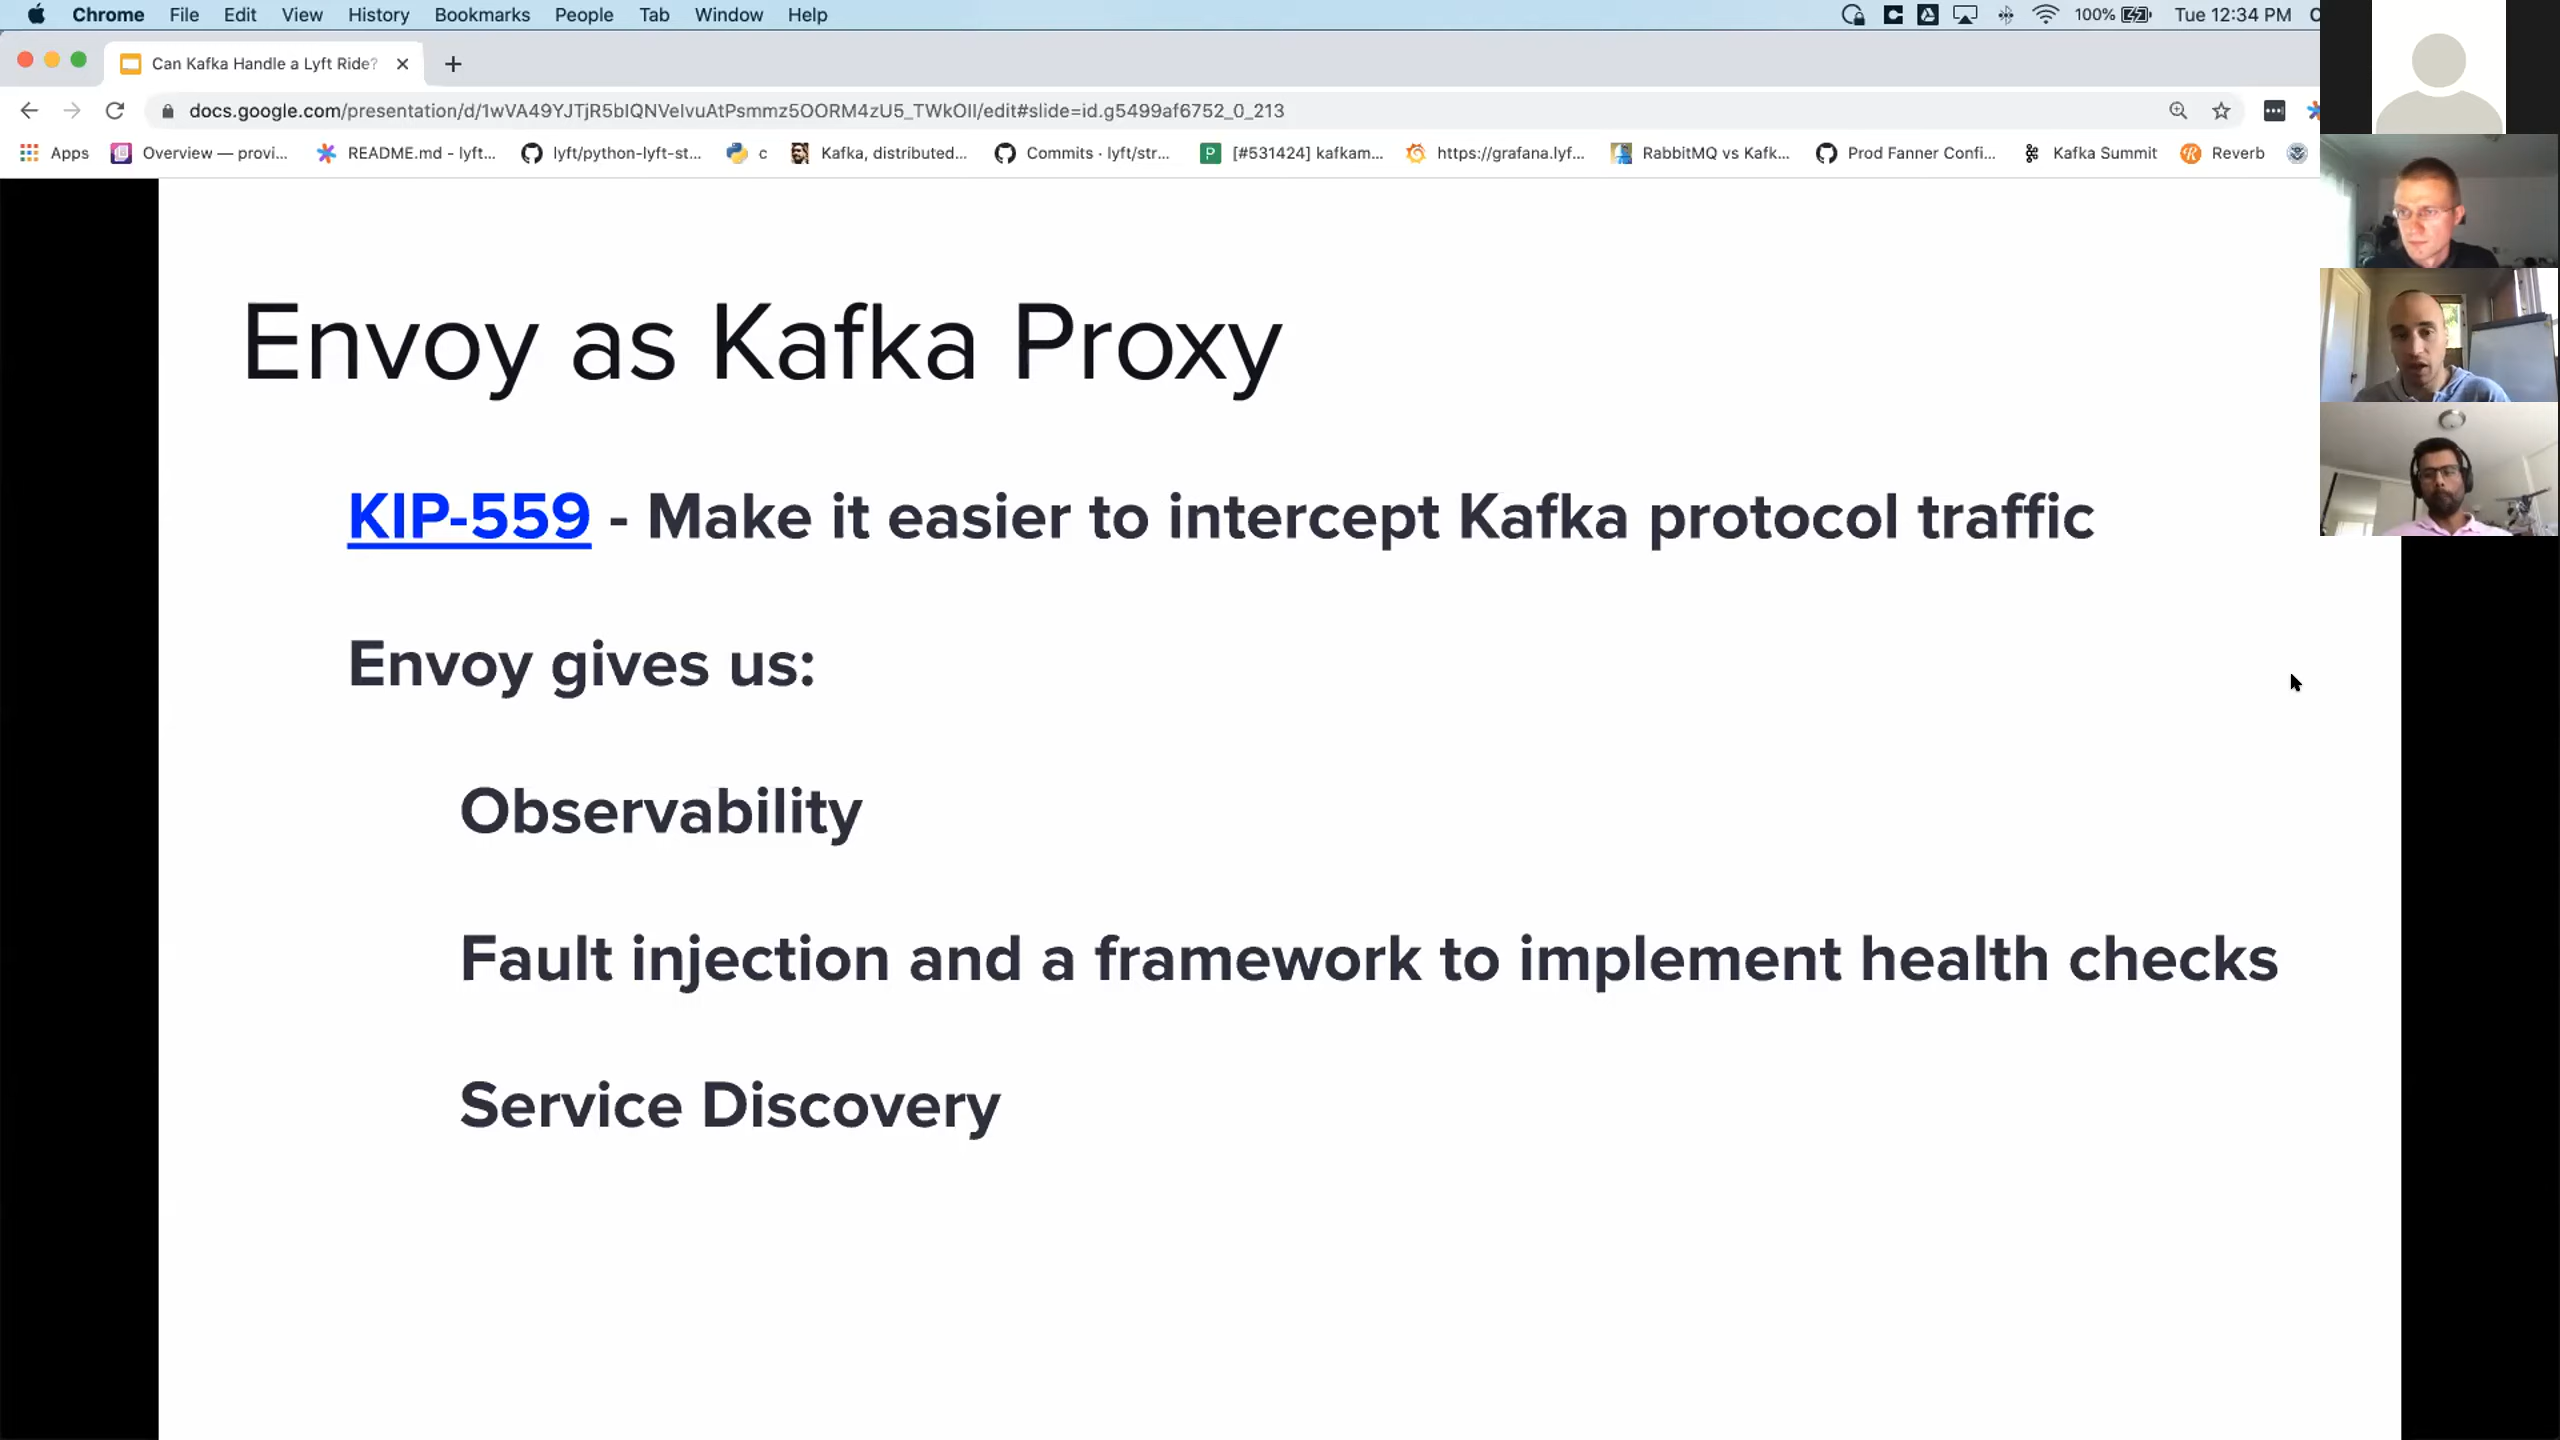 Chrome File Edit View History Bookmarks People Tab Window Help 100% Tue 12:34 PM
Can Kafka Handle a Lyft Ride?
docs.google.com/presentation/d/1wVA49YJTjR5bIQNVeIvuAtPsmmz5OORM4zU5_TWkOII/edit#slide=id.g5499af6752_0_213
Apps Overview — provi... README.md - lyft... lyft/python-lyft-st... c Kafka, distributed... Commits · lyft/str... [#531424] kafkam... https://grafana.lyf... RabbitMQ vs Kafk... Prod Fanner Confi... Kafka Summit Reverb
Envoy as Kafka Proxy
KIP-559 - Make it easier to intercept Kafka protocol traffic
Envoy gives us:
Observability
Fault injection and a framework to implement health checks
Service Discovery